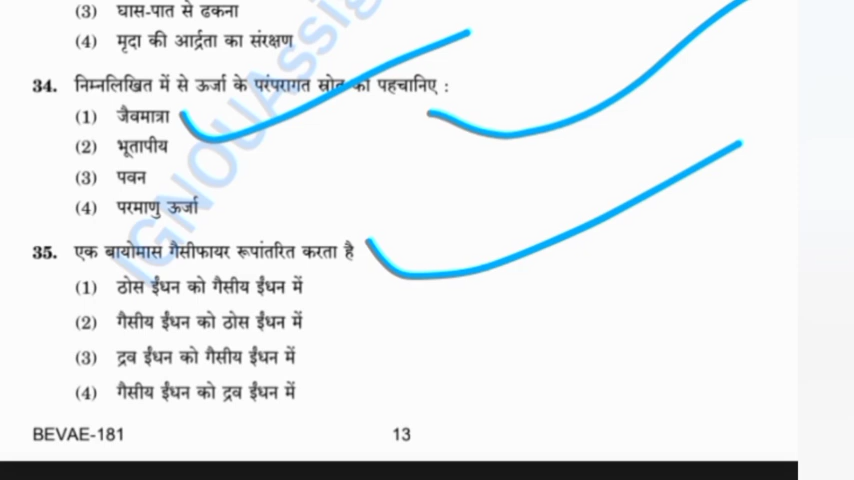 (3) घास-पात से ढकना
(4) मृदा की आर्द्रता का संरक्षण
34. निम्नलिखित में से ऊर्जा के परंपरागत स्रोत को पहचानिए :
(1) जैवमात्रा
(2) भूतापीय
(3) पवन
(4) परमाणु ऊर्जा
35. एक बायोमास गैसीफायर रूपांतरित करता है
(1) ठोस ईंधन को गैसीय ईंधन में
(2) गैसीय ईंधन को ठोस ईंधन में
(3) द्रव ईंधन को गैसीय ईंधन में
(4) गैसीय ईंधन को द्रव ईंधन में
BEVAE-181 13
IGNOUAssig